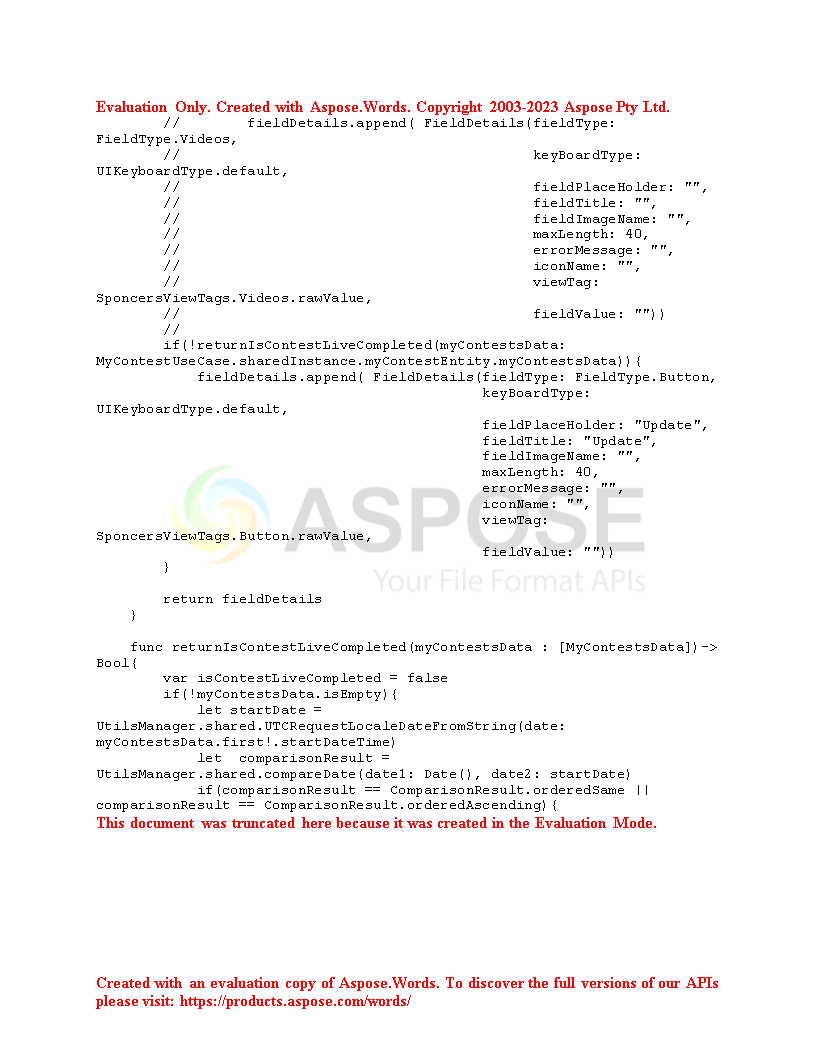 Evaluation Only. Created with Aspose.Words. Copyright 2003-2023 Aspose Pty Ltd.
        //        fieldDetails.append( FieldDetails(fieldType:
FieldType.Videos,
        //                                          keyBoardType:
UIKeyboardType.default,
        //                                          fieldPlaceHolder: "",
        //                                          fieldTitle: "",
        //                                          fieldImageName: "",
        //                                          maxLength: 40,
        //                                          errorMessage: "",
        //                                          iconName: "",
        //                                          viewTag:
SponcersViewTags.Videos.rawValue,
        //                                          fieldValue: ""))
        //
        if(!returnIsContestLiveCompleted(myContestsData:
MyContestUseCase.sharedInstance.myContestEntity.myContestsData)){
            fieldDetails.append( FieldDetails(fieldType: FieldType.Button,
                                              keyBoardType:
UIKeyboardType.default,
                                              fieldPlaceHolder: "Update",
                                              fieldTitle: "Update",
                                              fieldImageName: "",
                                              maxLength: 40,
                                              errorMessage: "",
                                              iconName: "",
                                              viewTag:
SponcersViewTags.Button.rawValue,
                                              fieldValue: ""))
        }
ASPOSE
Your File Format APIs
        return fieldDetails
    }
    func returnIsContestLiveCompleted(myContestsData : [MyContestsData])->
Bool{
        var isContestLiveCompleted = false
        if(!myContestsData.isEmpty){
            let startDate =
UtilsManager.shared.UTCRequestLocaleDateFromString(date:
myContestsData.first!.startDateTime)
            let  comparisonResult =
UtilsManager.shared.compareDate(date1: Date(), date2: startDate)
            if(comparisonResult == ComparisonResult.orderedSame ||
comparisonResult == ComparisonResult.orderedAscending){
This document was truncated here because it was created in the Evaluation Mode.
Created with an evaluation copy of Aspose.Words. To discover the full versions of our APIs
please visit: https://products.aspose.com/words/